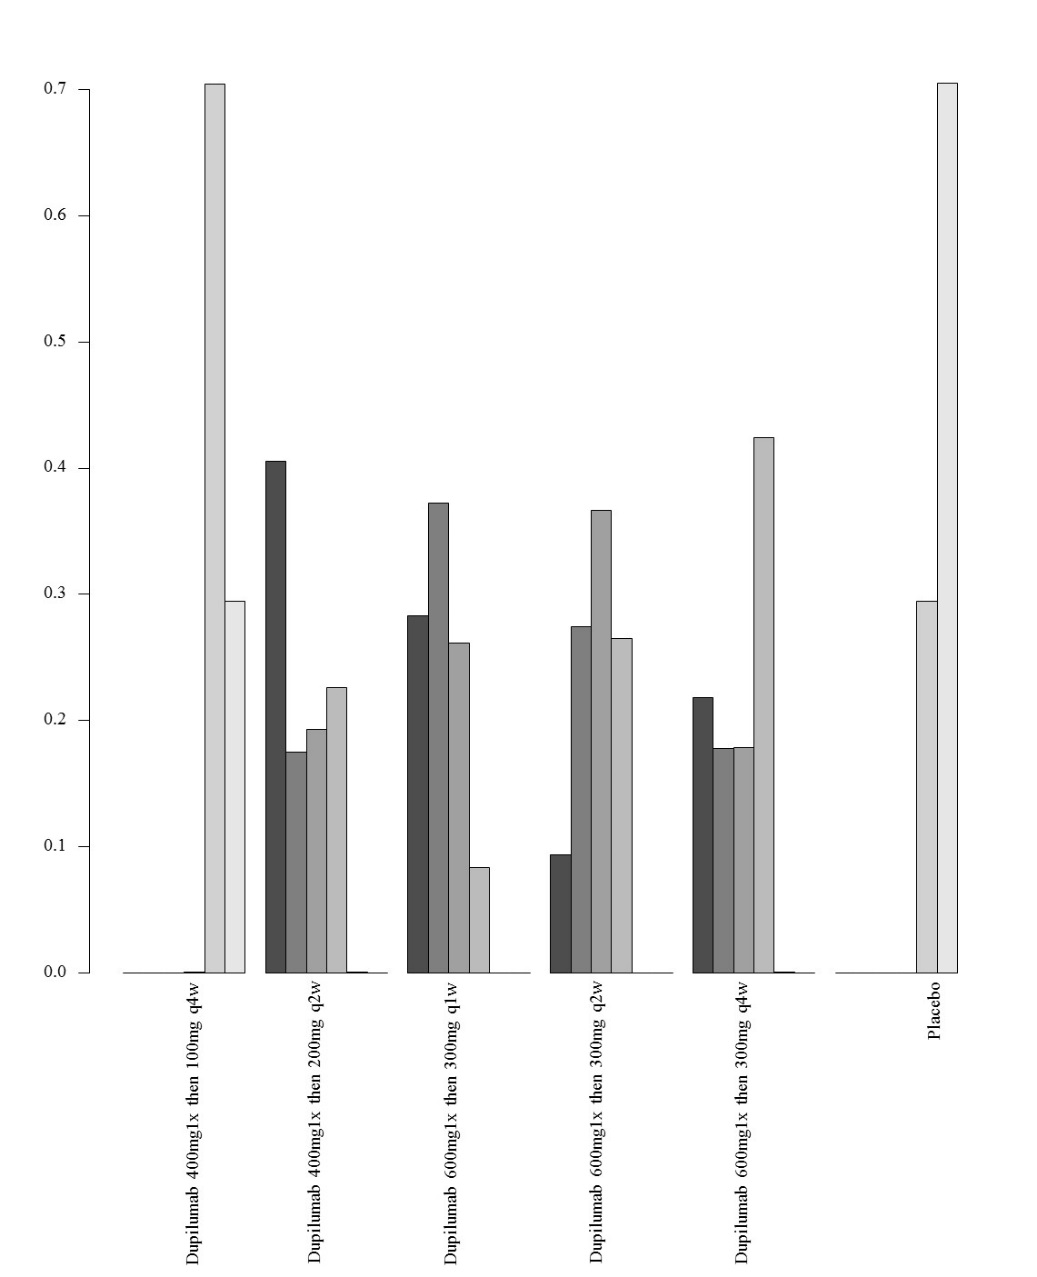 0.7
0.6
0.5
0.4
0.3
0.2
0.1
0.0
Dupilumab 400mg1x then 100mg q4w
Dupilumab 400mg1x then 200mg q2w
Dupilumab 600mg1x then 300mg q1w
Dupilumab 600mg1x then 300mg q2w
Dupilumab 600mg1x then 300mg q4w
Placebo